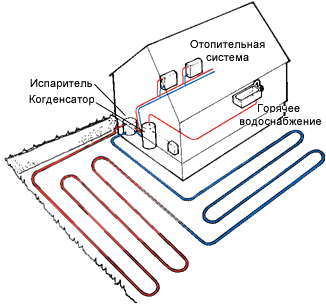 Отопительная
система
Испаритель
Когденсатор
Горячее
водоснабжение